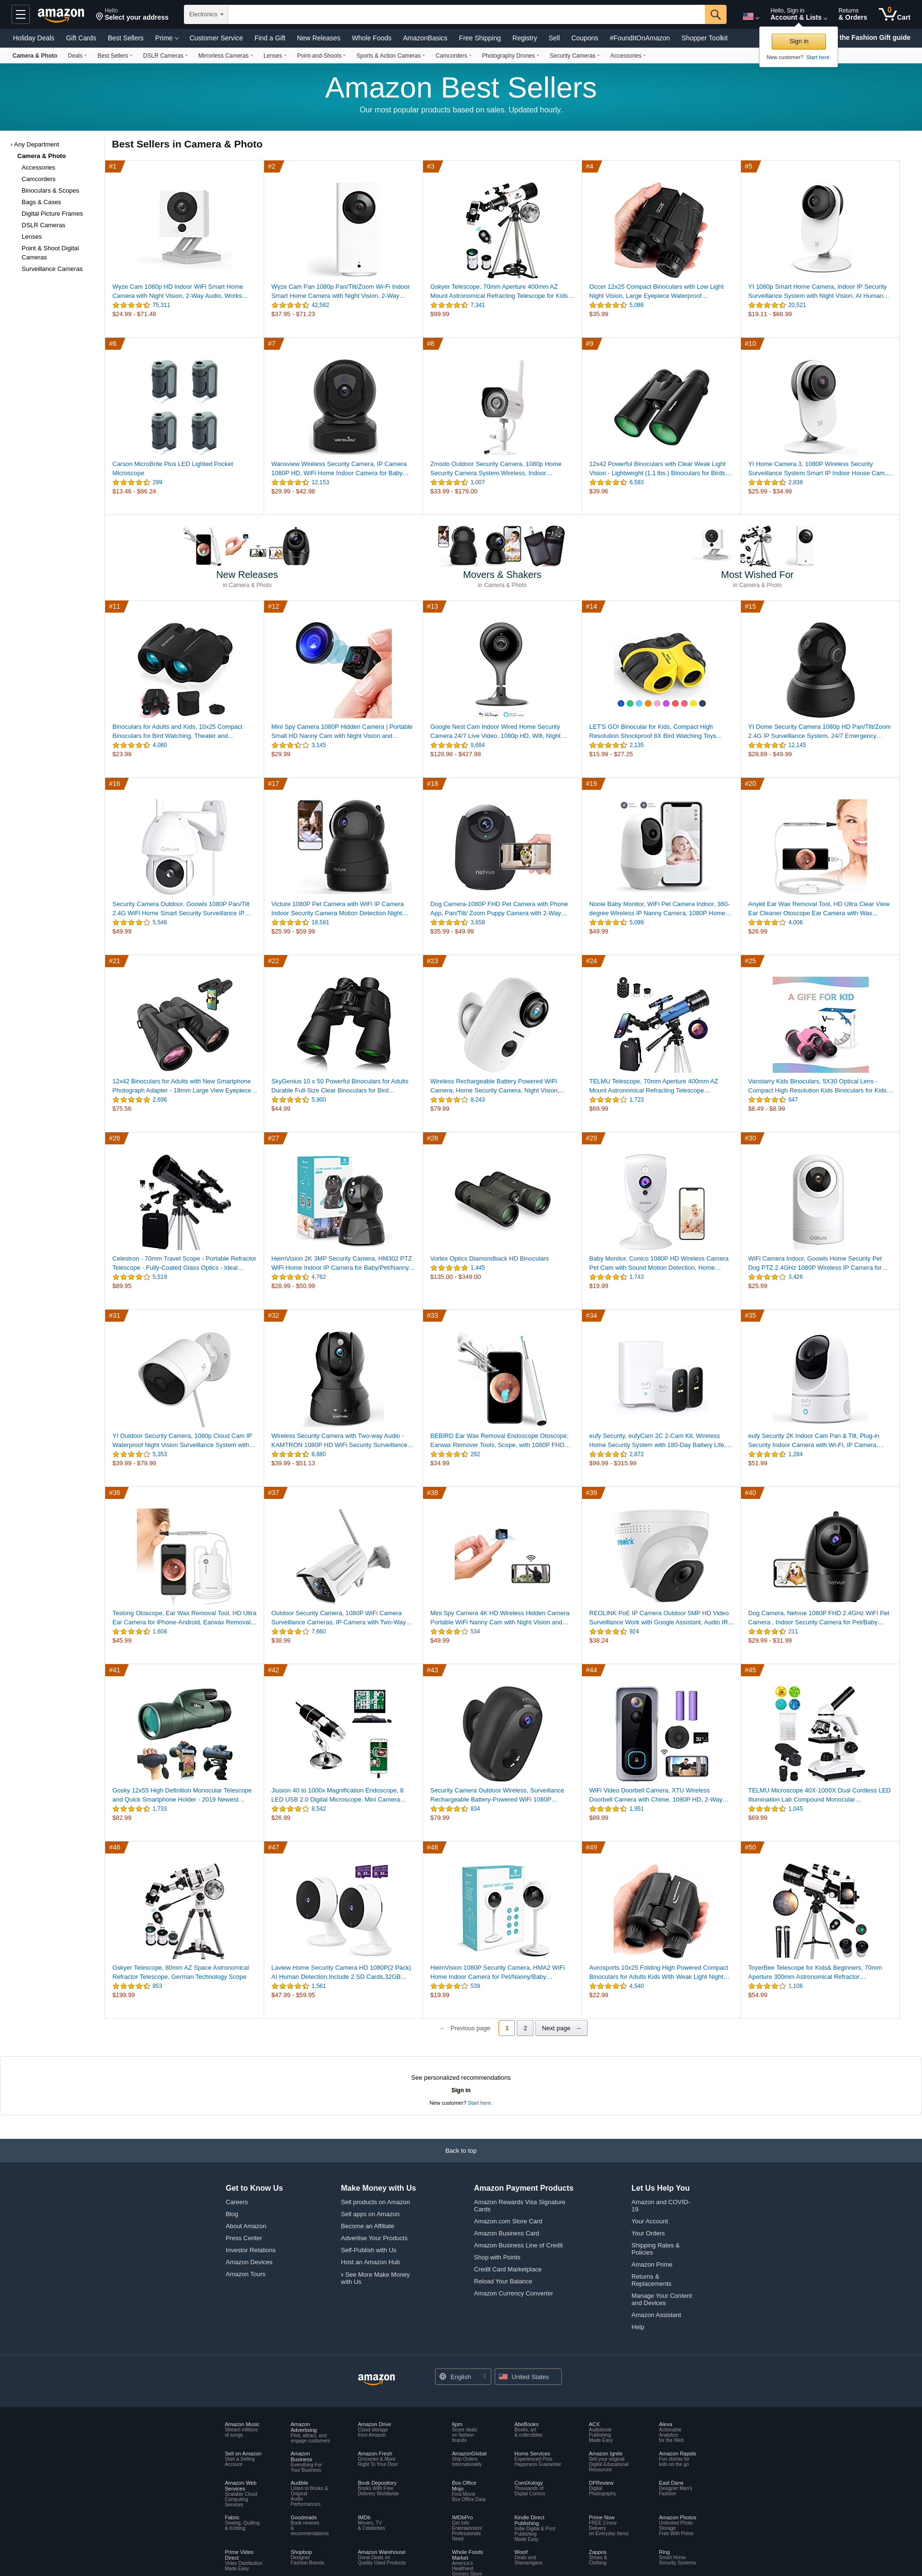 amazon
Hello
Select your address
Electronics
Hello, Sign in
Account & Lists
Returns
& Orders
0
Cart
Holiday Deals Gift Cards Best Sellers Prime Customer Service Find a Gift New Releases Whole Foods AmazonBasics Free Shipping Registry Sell Coupons #FoundItOnAmazon Shopper Toolkit
the Fashion Gift guide
Sign in
New customer? Start here.
Camera & Photo Deals Best Sellers DSLR Cameras Mirrorless Cameras Lenses Point-and-Shoots Sports & Action Cameras Camcorders Photography Drones Security Cameras Accessories
Amazon Best Sellers
Our most popular products based on sales. Updated hourly.
‹ Any Department
Camera & Photo
Accessories
Camcorders
Binoculars & Scopes
Bags & Cases
Digital Picture Frames
DSLR Cameras
Lenses
Point & Shoot Digital
Cameras
Surveillance Cameras
Best Sellers in Camera & Photo
#1
Wyze Cam 1080p HD Indoor WiFi Smart Home
Camera with Night Vision, 2-Way Audio, Works…
75,311
$24.99 - $71.48
#2
Wyze Cam Pan 1080p Pan/Tilt/Zoom Wi-Fi Indoor
Smart Home Camera with Night Vision, 2-Way…
42,582
$37.95 - $71.23
#3
Gskyer Telescope, 70mm Aperture 400mm AZ
Mount Astronomical Refracting Telescope for Kids…
7,341
$99.99
#4
Occer 12x25 Compact Binoculars with Low Light
Night Vision, Large Eyepiece Waterproof…
5,086
$35.99
#5
YI 1080p Smart Home Camera, Indoor IP Security
Surveillance System with Night Vision, AI Human…
20,521
$19.11 - $68.99
#6
Carson MicroBrite Plus LED Lighted Pocket
Microscope
299
$13.46 - $86.24
#7
Wansview Wireless Security Camera, IP Camera
1080P HD, WiFi Home Indoor Camera for Baby…
12,153
$29.99 - $42.98
#8
Zmodo Outdoor Security Camera, 1080p Home
Security Camera System Wireless, Indoor…
1,007
$33.99 - $179.00
#9
12x42 Powerful Binoculars with Clear Weak Light
Vision - Lightweight (1.1 lbs.) Binoculars for Birds…
6,593
$39.96
#10
YI Home Camera 3, 1080P Wireless Security
Surveillance System Smart IP Indoor House Cam,…
2,838
$25.99 - $34.99
New Releases
in Camera & Photo
Movers & Shakers
in Camera & Photo
Most Wished For
in Camera & Photo
#11
Binoculars for Adults and Kids, 10x25 Compact
Binoculars for Bird Watching, Theater and…
4,080
$23.99
#12
Mini Spy Camera 1080P Hidden Camera | Portable
Small HD Nanny Cam with Night Vision and…
3,145
$29.99
#13
Google Nest Cam Indoor Wired Home Security
Camera 24/7 Live Video, 1080p HD, Wifi, Night…
9,684
$128.98 - $427.98
#14
LET'S GO! Binocular for Kids, Compact High
Resolution Shockproof 8X Bird Watching Toys…
2,135
$15.99 - $27.25
#15
YI Dome Security Camera 1080p HD Pan/Tilt/Zoom
2.4G IP Surveillance System, 24/7 Emergency…
12,145
$28.89 - $49.99
#16
Security Camera Outdoor, Goowls 1080P Pan/Tilt
2.4G WiFi Home Smart Security Surveillance IP…
5,546
$49.99
#17
Victure 1080P Pet Camera with WiFi IP Camera
Indoor Security Camera Motion Detection Night…
19,591
$25.99 - $59.99
#18
netvue
Dog Camera-1080P FHD Pet Camera with Phone
App, Pan/Tilt/ Zoom Puppy Camera with 2-Way…
3,658
$35.99 - $49.99
#19
Nooie Baby Monitor, WiFi Pet Camera Indoor, 360-
degree Wireless IP Nanny Camera, 1080P Home…
5,099
$49.99
#20
Anykit Ear Wax Removal Tool, HD Ultra Clear View
Ear Cleaner Otoscope Ear Camera with Wax…
4,006
$26.99
#21
12x42 Binoculars for Adults with New Smartphone
Photograph Adapter - 18mm Large View Eyepiece…
2,696
$75.56
#22
SkyGenius 10 x 50 Powerful Binoculars for Adults
Durable Full-Size Clear Binoculars for Bird…
5,900
$44.99
#23
Wireless Rechargeable Battery Powered WiFi
Camera, Home Security Camera, Night Vision,…
8,243
$79.99
#24
TELMU Telescope, 70mm Aperture 400mm AZ
Mount Astronomical Refracting Telescope…
1,723
$69.99
#25
A GIFE FOR KID
Vanstarry Kids Binoculars, 5X30 Optical Lens -
Compact High Resolution Kids Binoculars for Kids…
647
$8.49 - $8.99
#26
Celestron - 70mm Travel Scope - Portable Refractor
Telescope - Fully-Coated Glass Optics - Ideal…
5,519
$89.95
#27
HeimVision 2K 3MP Security Camera, HM302 PTZ
WiFi Home Indoor IP Camera for Baby/Pet/Nanny…
4,762
$28.99 - $50.99
#28
Vortex Optics Diamondback HD Binoculars
1,445
$135.00 - $349.00
#29
Baby Monitor, Conico 1080P HD Wireless Camera
Pet Cam with Sound Motion Detection, Home…
1,743
$19.99
#30
WiFi Camera Indoor, Goowls Home Security Pet
Dog PTZ 2.4GHz 1080P Wireless IP Camera for…
3,426
$25.99
#31
YI Outdoor Security Camera, 1080p Cloud Cam IP
Waterproof Night Vision Surveillance System with…
5,353
$39.99 - $79.99
#32
Wireless Security Camera with Two-way Audio -
KAMTRON 1080P HD WiFi Security Surveillance…
8,880
$39.99 - $51.13
#33
BEBIRD Ear Wax Removal Endoscope Otoscope,
Earwax Remover Tools, Scope, with 1080P FHD…
292
$34.99
#34
eufy Security, eufyCam 2C 2-Cam Kit, Wireless
Home Security System with 180-Day Battery Life,…
2,872
$99.99 - $315.99
#35
eufy Security 2K Indoor Cam Pan & Tilt, Plug-in
Security Indoor Camera with Wi-Fi, IP Camera,…
1,284
$51.99
#36
Teslong Otoscope, Ear Wax Removal Tool, HD Ultra
Ear Camera for iPhone-Android, Earwax Removal…
1,608
$45.99
#37
Outdoor Security Camera, 1080P WiFi Camera
Surveillance Cameras, IP Camera with Two-Way…
7,660
$38.99
#38
Mini Spy Camera 4K HD Wireless Hidden Camera
Portable WiFi Nanny Cam with Night Vision and…
534
$49.99
#39
reolink
REOLINK PoE IP Camera Outdoor 5MP HD Video
Surveillance Work with Google Assistant, Audio IR…
924
$38.24
#40
netvue
Dog Camera, Netvue 1080P FHD 2.4GHz WiFi Pet
Camera , Indoor Security Camera for Pet/Baby…
211
$29.99 - $31.99
#41
Gosky 12x55 High Definition Monocular Telescope
and Quick Smartphone Holder - 2019 Newest…
1,733
$82.99
#42
Jiusion 40 to 1000x Magnification Endoscope, 8
LED USB 2.0 Digital Microscope, Mini Camera…
8,542
$26.99
#43
Security Camera Outdoor Wireless, Surveillance
Rechargeable Battery-Powered WiFi 1080P…
834
$79.99
#44
WiFi Video Doorbell Camera, XTU Wireless
Doorbell Camera with Chime, 1080P HD, 2-Way…
1,951
$89.99
#45
TELMU Microscope 40X-1000X Dual Cordless LED
Illumination Lab Compound Monocular…
1,045
$69.99
#46
Gskyer Telescope, 80mm AZ Space Astronomical
Refractor Telescope, German Technology Scope
853
$199.99
#47
Laview Home Security Camera HD 1080P(2 Pack)
AI Human Detection,Include 2 SD Cards,32GB…
1,561
$47.99 - $59.95
#48
HeimVision 1080P Security Camera, HMA2 WiFi
Home Indoor Camera for Pet/Nanny/Baby…
539
$19.99
#49
Aurosports 10x25 Folding High Powered Compact
Binoculars for Adults Kids With Weak Light Night…
4,540
$22.99
#50
ToyerBee Telescope for Kids& Beginners, 70mm
Aperture 300mm Astronomical Refractor…
1,106
$54.99
← Previous page 1 2 Next page →
See personalized recommendations
Sign in
New customer? Start here.
Back to top
Get to Know Us
Careers
Blog
About Amazon
Press Center
Investor Relations
Amazon Devices
Amazon Tours
Make Money with Us
Sell products on Amazon
Sell apps on Amazon
Become an Affiliate
Advertise Your Products
Self-Publish with Us
Host an Amazon Hub
› See More Make Money
with Us
Amazon Payment Products
Amazon Rewards Visa Signature
Cards
Amazon.com Store Card
Amazon Business Card
Amazon Business Line of Credit
Shop with Points
Credit Card Marketplace
Reload Your Balance
Amazon Currency Converter
Let Us Help You
Amazon and COVID-
19
Your Account
Your Orders
Shipping Rates &
Policies
Amazon Prime
Returns &
Replacements
Manage Your Content
and Devices
Amazon Assistant
Help
amazon
English
United States
Amazon Music
Stream millions
of songs
Amazon
Advertising
Find, attract, and
engage customers
Amazon Drive
Cloud storage
from Amazon
6pm
Score deals
on fashion
brands
AbeBooks
Books, art
& collectibles
ACX
Audiobook
Publishing
Made Easy
Alexa
Actionable
Analytics
for the Web
Sell on Amazon
Start a Selling
Account
Amazon
Business
Everything For
Your Business
Amazon Fresh
Groceries & More
Right To Your Door
AmazonGlobal
Ship Orders
Internationally
Home Services
Experienced Pros
Happiness Guarantee
Amazon Ignite
Sell your original
Digital Educational
Resources
Amazon Rapids
Fun stories for
kids on the go
Amazon Web
Services
Scalable Cloud
Computing
Services
Audible
Listen to Books &
Original
Audio
Performances
Book Depository
Books With Free
Delivery Worldwide
Box Office
Mojo
Find Movie
Box Office Data
ComiXology
Thousands of
Digital Comics
DPReview
Digital
Photography
East Dane
Designer Men's
Fashion
Fabric
Sewing, Quilting
& Knitting
Goodreads
Book reviews
&
recommendations
IMDb
Movies, TV
& Celebrities
IMDbPro
Get Info
Entertainment
Professionals
Need
Kindle Direct
Publishing
Indie Digital & Print
Publishing
Made Easy
Prime Now
FREE 2-hour
Delivery
on Everyday Items
Amazon Photos
Unlimited Photo
Storage
Free With Prime
Prime Video
Direct
Video Distribution
Made Easy
Shopbop
Designer
Fashion Brands
Amazon Warehouse
Great Deals on
Quality Used Products
Whole Foods
Market
America's
Healthiest
Grocery Store
Woot!
Deals and
Shenanigans
Zappos
Shoes &
Clothing
Ring
Smart Home
Security Systems